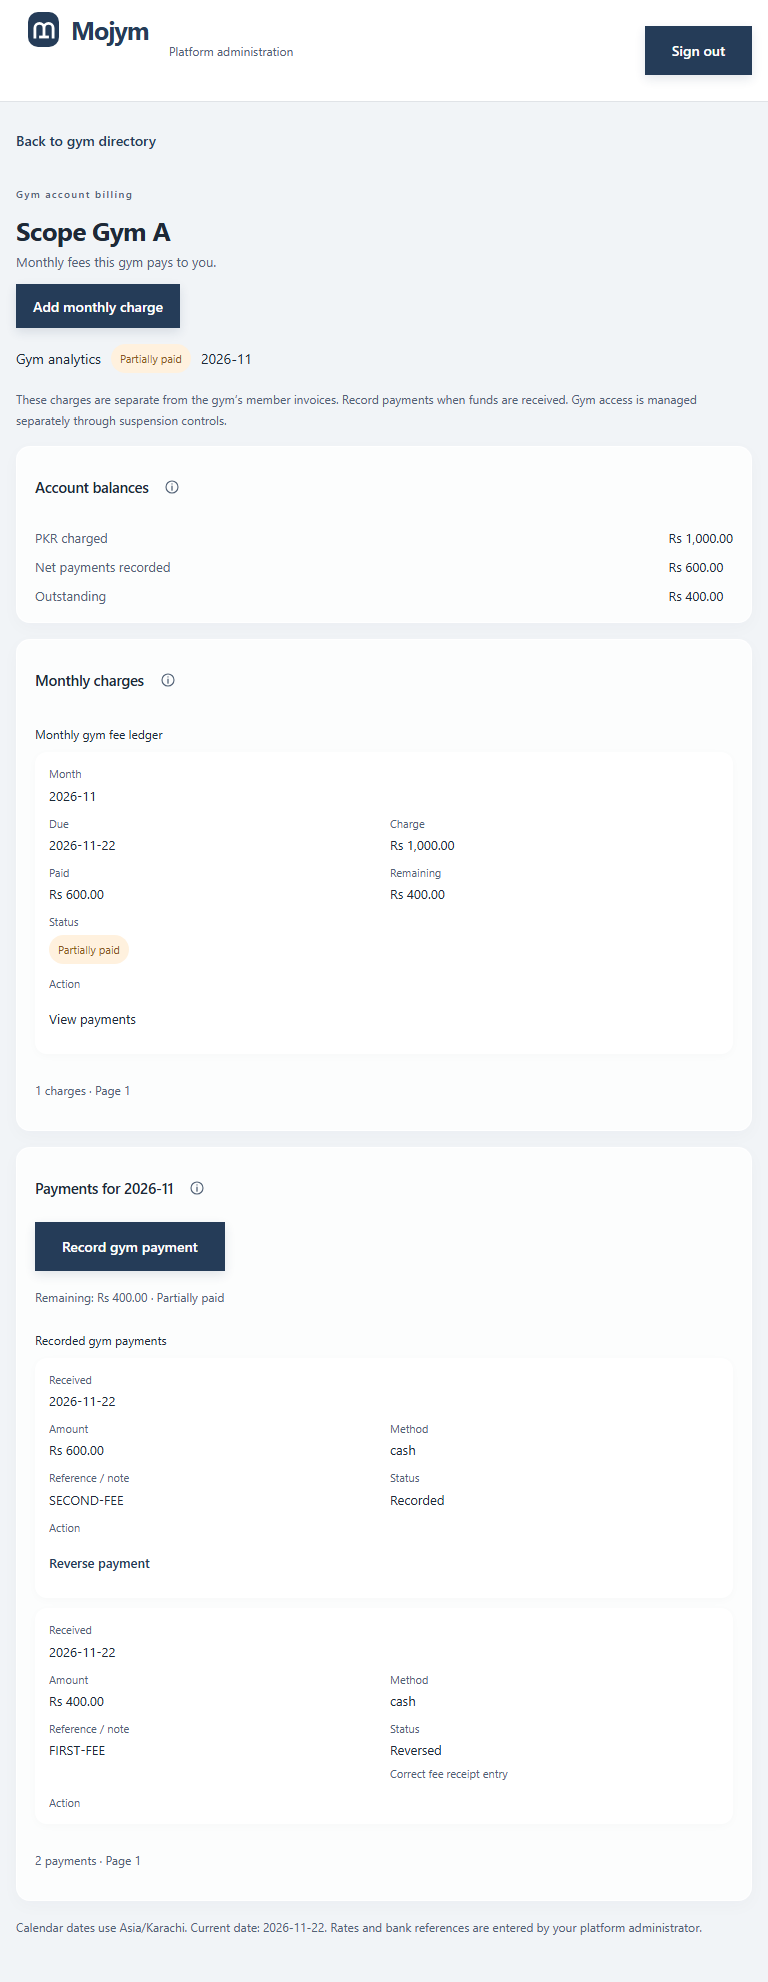 Mojym
Platform administration
Sign out
Back to gym directory
Gym account billing
Scope Gym A
Monthly fees this gym pays to you.
Add monthly charge
Gym analytics Partially paid 2026-11
These charges are separate from the gym's member invoices. Record payments when funds are received. Gym access is managed
separately through suspension controls.
Account balances
PKR charged Rs 1,000.00
Net payments recorded Rs 600.00
Outstanding Rs 400.00
Monthly charges
Monthly gym fee ledger
Month
2026-11
Due Charge
2026-11-22 Rs 1,000.00
Paid Remaining
Rs 600.00 Rs 400.00
Status
Partially paid
Action
View payments
1 charges · Page 1
Payments for 2026-11
Record gym payment
Remaining: Rs 400.00 · Partially paid
Recorded gym payments
Received
2026-11-22
Amount Method
Rs 600.00 cash
Reference / note Status
SECOND-FEE Recorded
Action
Reverse payment
Received
2026-11-22
Amount Method
Rs 400.00 cash
Reference / note Status
FIRST-FEE Reversed
Correct fee receipt entry
Action
2 payments · Page 1
Calendar dates use Asia/Karachi. Current date: 2026-11-22. Rates and bank references are entered by your platform administrator.